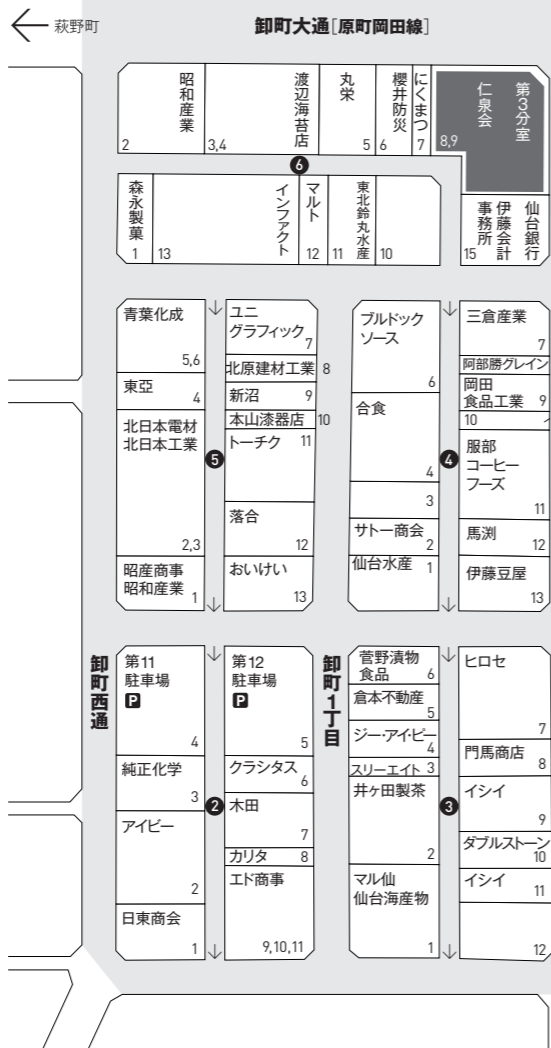 萩野町
卸町大通[原町岡田線]
昭和産業
2
渡辺海苔店
3,4
丸栄
5
櫻井防災
6
にくまつ
7
第3分室
仁泉会
8,9
6
森永製菓
1
インファクト
13
マルト
12
東北鈴丸水産
11
10
仙台銀行
伊藤会計
事務所
15
青葉化成
5,6
東亞
4
北日本電材
北日本工業
2,3
昭産商事
昭和産業
1
5
ユニ
グラフィック
7
北原建材工業
8
新沼
9
本山漆器店
10
トーチク
11
落合
12
おいけい
13
ブルドック
ソース
6
合食
4
3
サトー商会
2
仙台水産
1
4
三倉産業
7
阿部勝グレイン
岡田
食品工業
9
10
服部
コーヒー
フーズ
11
馬渕
12
伊藤豆屋
13
卸町西通
第11
駐車場
P
4
純正化学
3
アイビー
2
日東商会
1
2
第12
駐車場
P
5
クラシタス
6
木田
7
カリタ
8
エド商事
9,10,11
卸町1丁目
菅野漬物
食品
6
倉本不動産
5
ジー・アイ・ピー
4
スリーエイト
3
井ヶ田製茶
2
マル仙
仙台海産物
1
3
ヒロセ
7
門馬商店
8
イシイ
9
ダブルストーン
10
イシイ
11
12